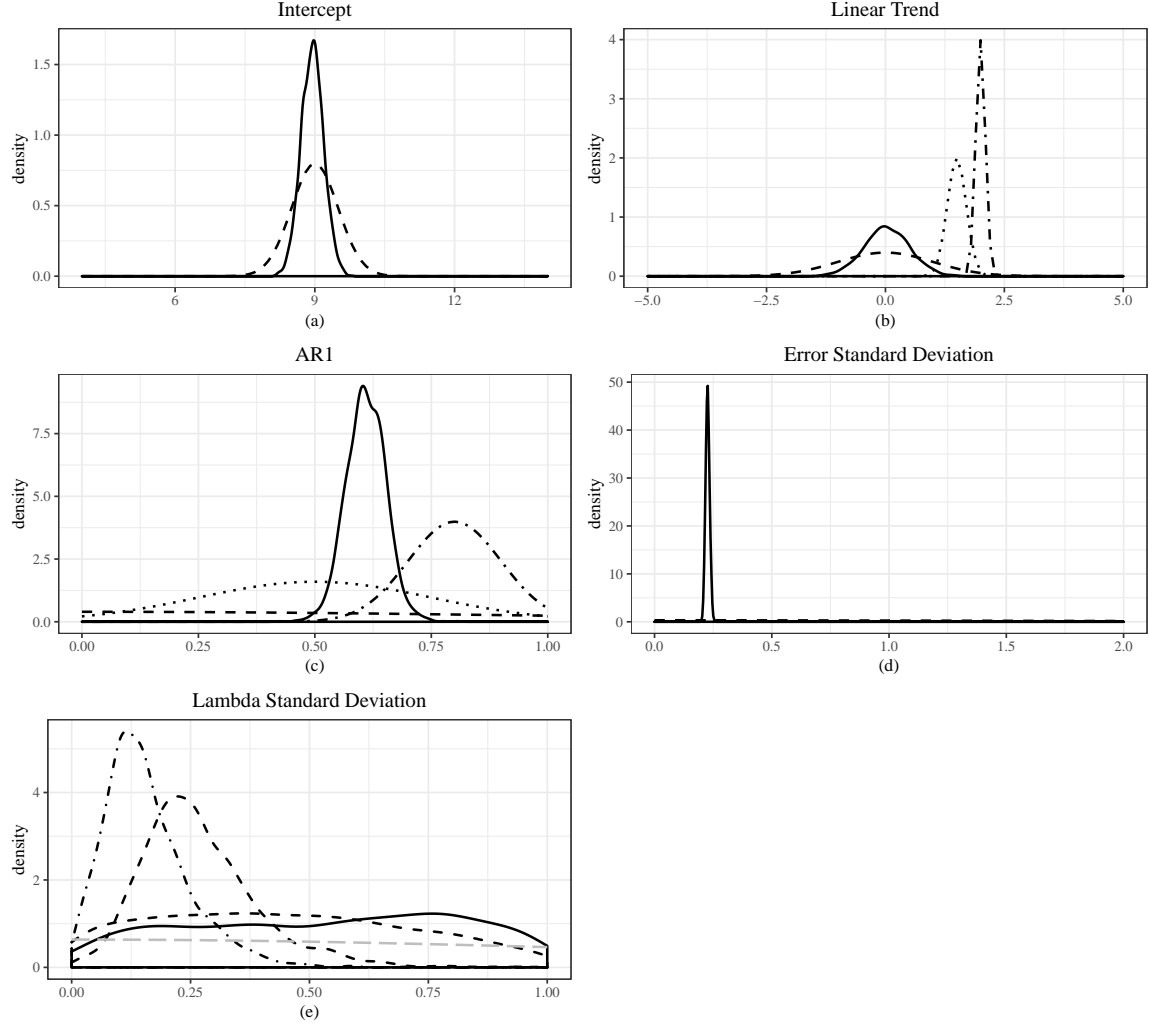 Intercept
density
1.5
1.0
0.5
0.0
6 9 12
(a)
Linear Trend
density
4
3
2
1
0
−5.0 −2.5 0.0 2.5 5.0
(b)
AR1
density
7.5
5.0
2.5
0.0
0.00 0.25 0.50 0.75 1.00
(c)
Error Standard Deviation
density
50
40
30
20
10
0
0.0 0.5 1.0 1.5 2.0
(d)
Lambda Standard Deviation
density
4
2
0
0.00 0.25 0.50 0.75 1.00
(e)